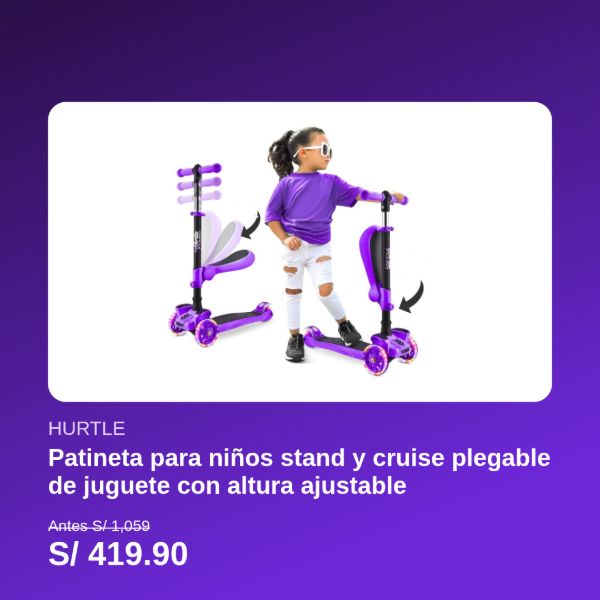 HURTLE
Patineta para niños stand y cruise plegable
de juguete con altura ajustable
Antes S/ 1,059
S/ 419.90